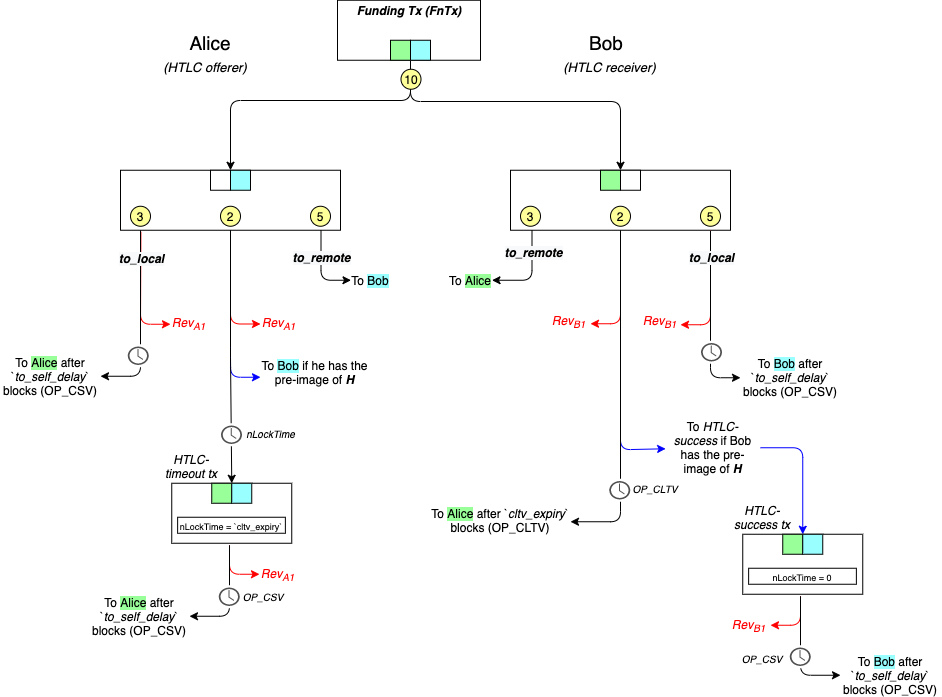 Funding Tx (FnTx)
Alice
(HTLC offerer)
Bob
(HTLC receiver)
10
3
2
5
3
2
5
to_local
to_remote
To Bob
to_remote
To Alice
to_local
RevA1
RevA1
RevB1
RevB1
To Alice after
`to_self_delay`
blocks (OP_CSV)
To Bob if he has the
pre-image of H
To Bob after
`to_self_delay`
blocks (OP_CSV)
nLockTime
To HTLC-
success if Bob
has the pre-
image of H
HTLC-
timeout tx
nLockTime = `cltv_expiry`
OP_CLTV
To Alice after `cltv_expiry`
blocks (OP_CLTV)
HTLC-
success tx
nLockTime = 0
RevA1
OP_CSV
To Alice after
`to_self_delay`
blocks (OP_CSV)
RevB1
OP_CSV
To Bob after
`to_self_delay`
blocks (OP_CSV)